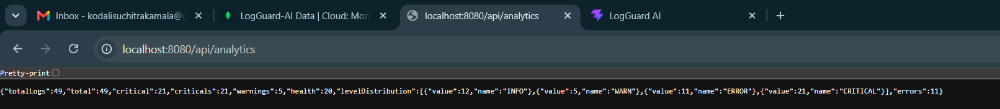 Inbox - kodalisuchitrakamala@g
LogGuard-AI Data | Cloud: Mon
localhost:8080/api/analytics
LogGuard AI
localhost:8080/api/analytics
Pretty-print
{"totalLogs":49,"total":49,"critical":21,"criticals":21,"warnings":5,"health":20,"levelDistribution":[{"value":12,"name":"INFO"},{"value":5,"name":"WARN"},{"value":11,"name":"ERROR"},{"value":21,"name":"CRITICAL"}],"errors":11}